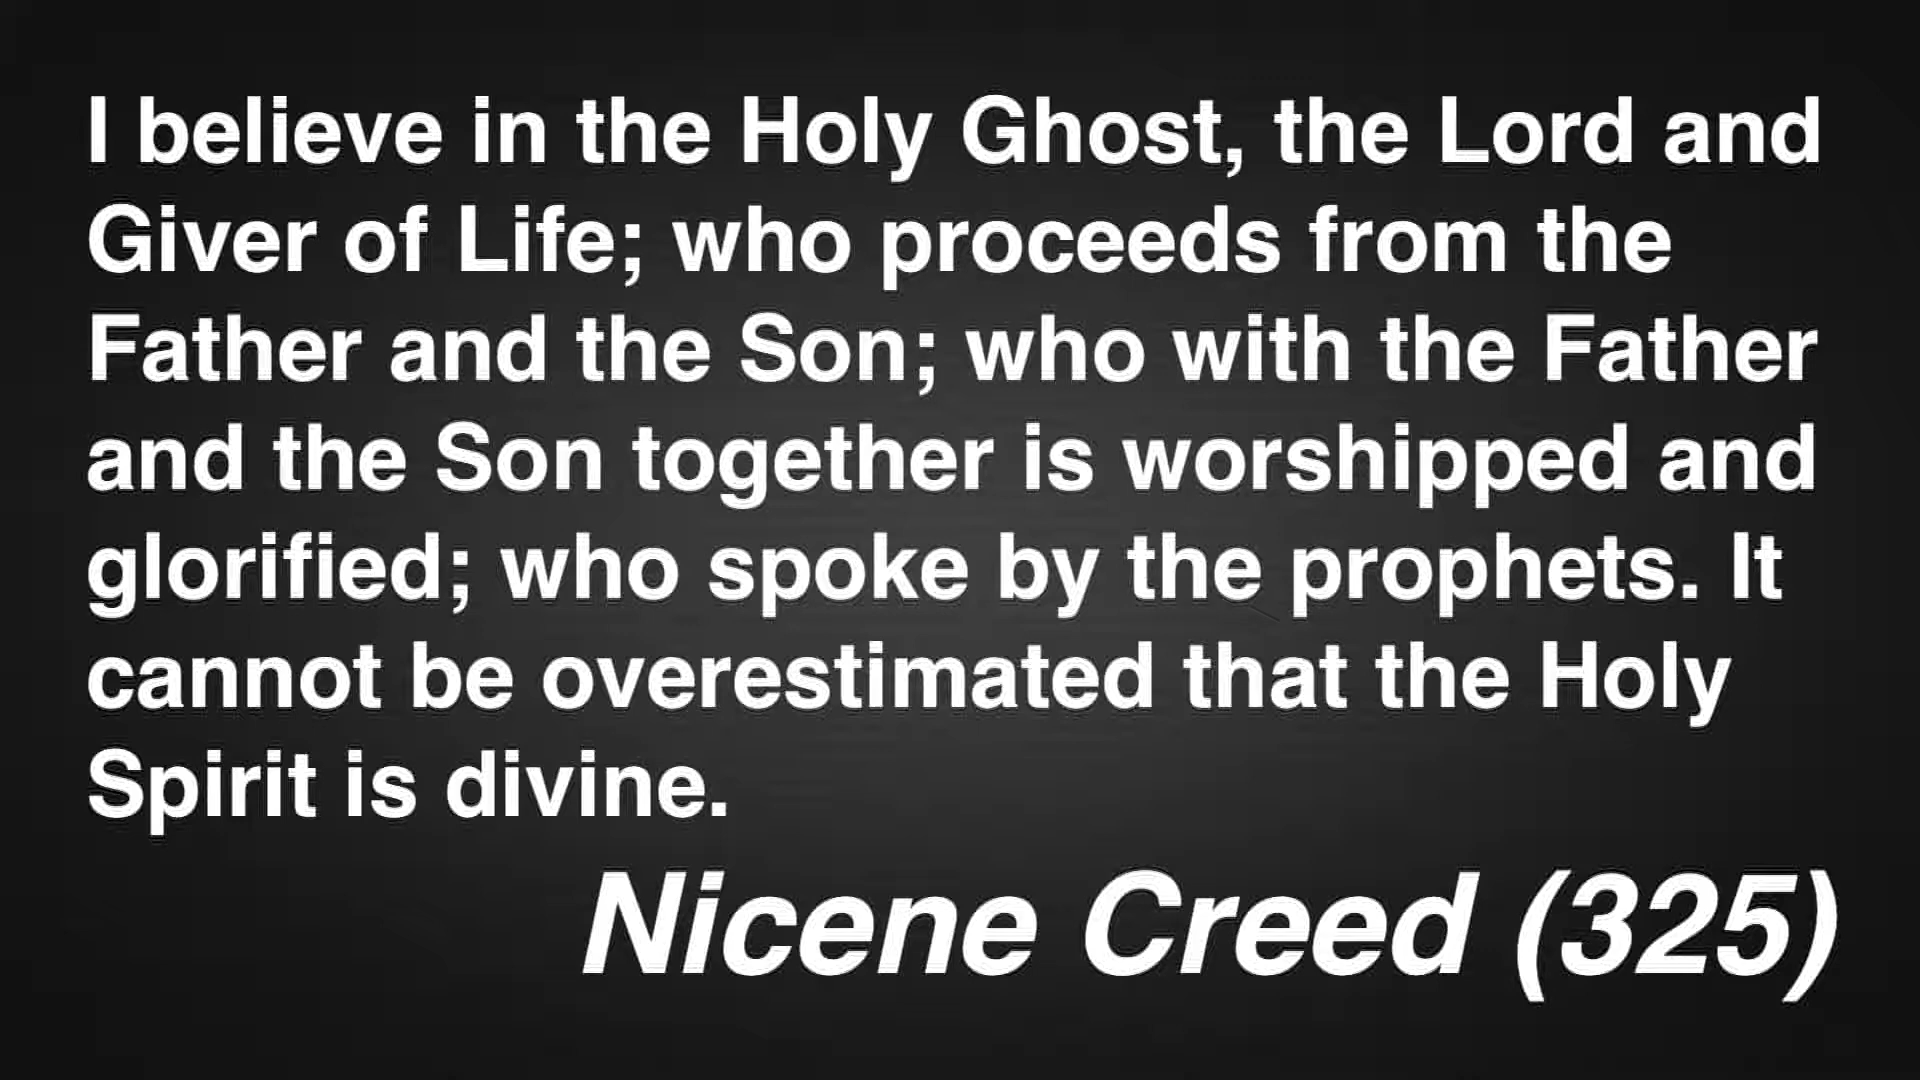 I believe in the Holy Ghost, the Lord and
Giver of Life; who proceeds from the
Father and the Son; who with the Father
and the Son together is worshipped and
glorified; who spoke by the prophets. It
cannot be overestimated that the Holy
Spirit is divine.
Nicene Creed (325)